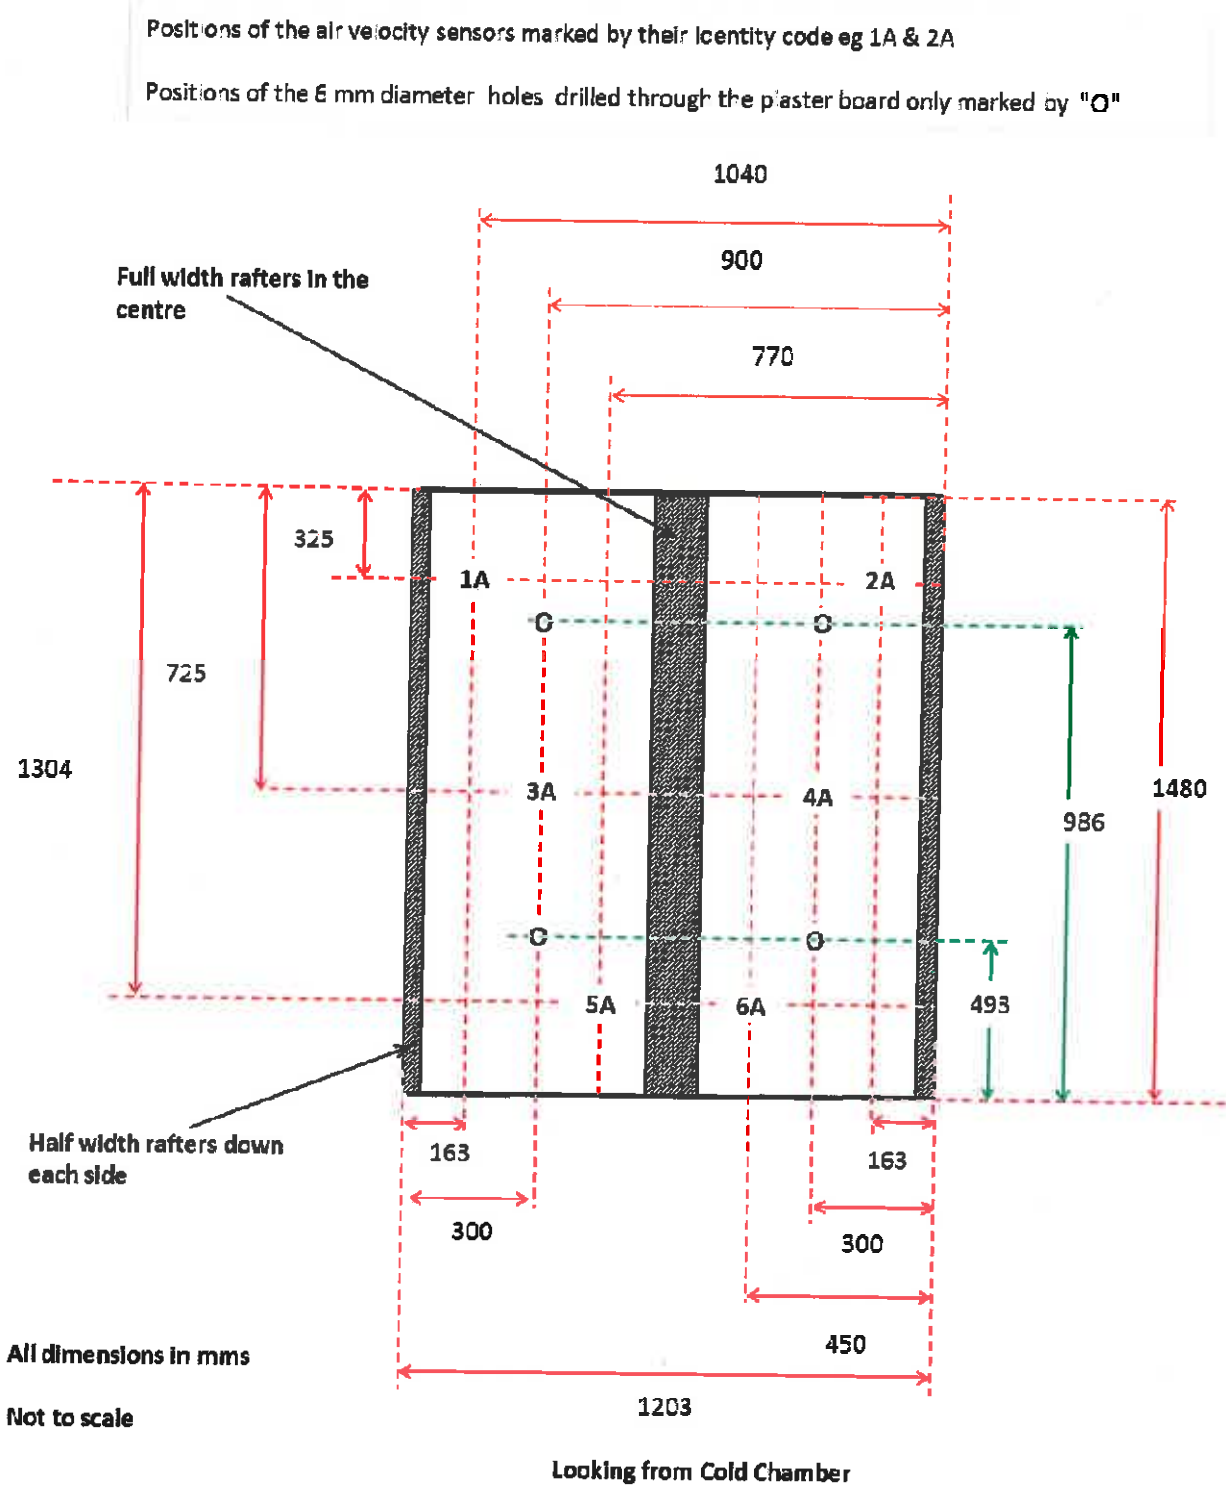 Positions of the air velocity sensors marked by their identity code eg 1A & 2A
Positions of the 6 mm diameter holes drilled through the plaster board only marked by "O"
1040
900
Full width rafters in the
centre
770
325
1A
2A
O
O
725
1304
3A
4A
1480
986
O
O
5A
6A
493
Half width rafters down
each side
163
163
300
300
450
All dimensions in mms
1203
Not to scale
Looking from Cold Chamber